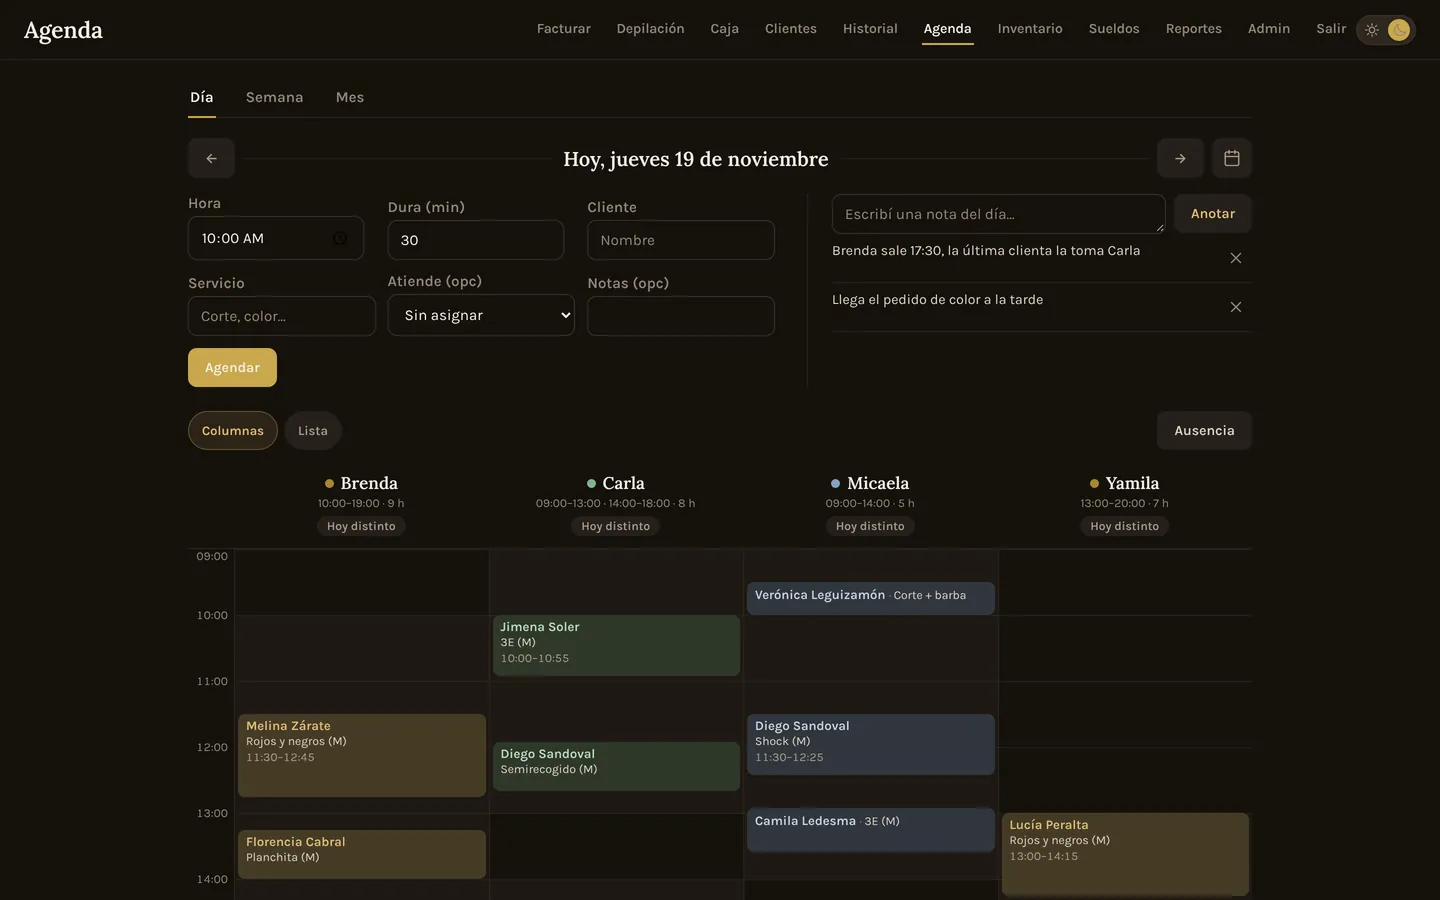 Agenda
Facturar Depilación Caja Clientes Historial Agenda Inventario Sueldos Reportes Admin Salir
Día Semana Mes
Hoy, jueves 19 de noviembre
Hora
10:00 AM
Dura (min)
30
Cliente
Nombre
Servicio
Corte, color...
Atiende (opc)
Sin asignar
Notas (opc)
Agendar
Escribí una nota del día...
Anotar
Brenda sale 17:30, la última clienta la toma Carla
Llega el pedido de color a la tarde
Columnas Lista
Ausencia
Brenda
10:00–19:00 · 9 h
Hoy distinto
Carla
09:00–13:00 · 14:00–18:00 · 8 h
Hoy distinto
Micaela
09:00–14:00 · 5 h
Hoy distinto
Yamila
13:00–20:00 · 7 h
Hoy distinto
09:00
10:00
11:00
12:00
13:00
14:00
Melina Zárate
Rojos y negros (M)
11:30–12:45
Florencia Cabral
Planchita (M)
Jimena Soler
3E (M)
10:00–10:55
Diego Sandoval
Semirecogido (M)
Verónica Leguizamón · Corte + barba
Diego Sandoval
Shock (M)
11:30–12:25
Camila Ledesma · 3E (M)
Lucía Peralta
Rojos y negros (M)
13:00–14:15